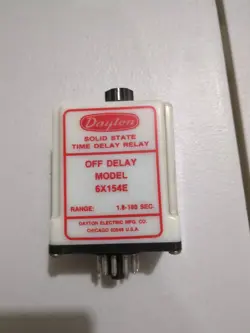 Dayton
SOLID STATE
TIME DELAY RELAY
OFF DELAY
MODEL
6X154E
RANGE: 1.8-180 SEC.
DAYTON ELECTRIC MFG. CO.
CHICAGO 60648 U.S.A.